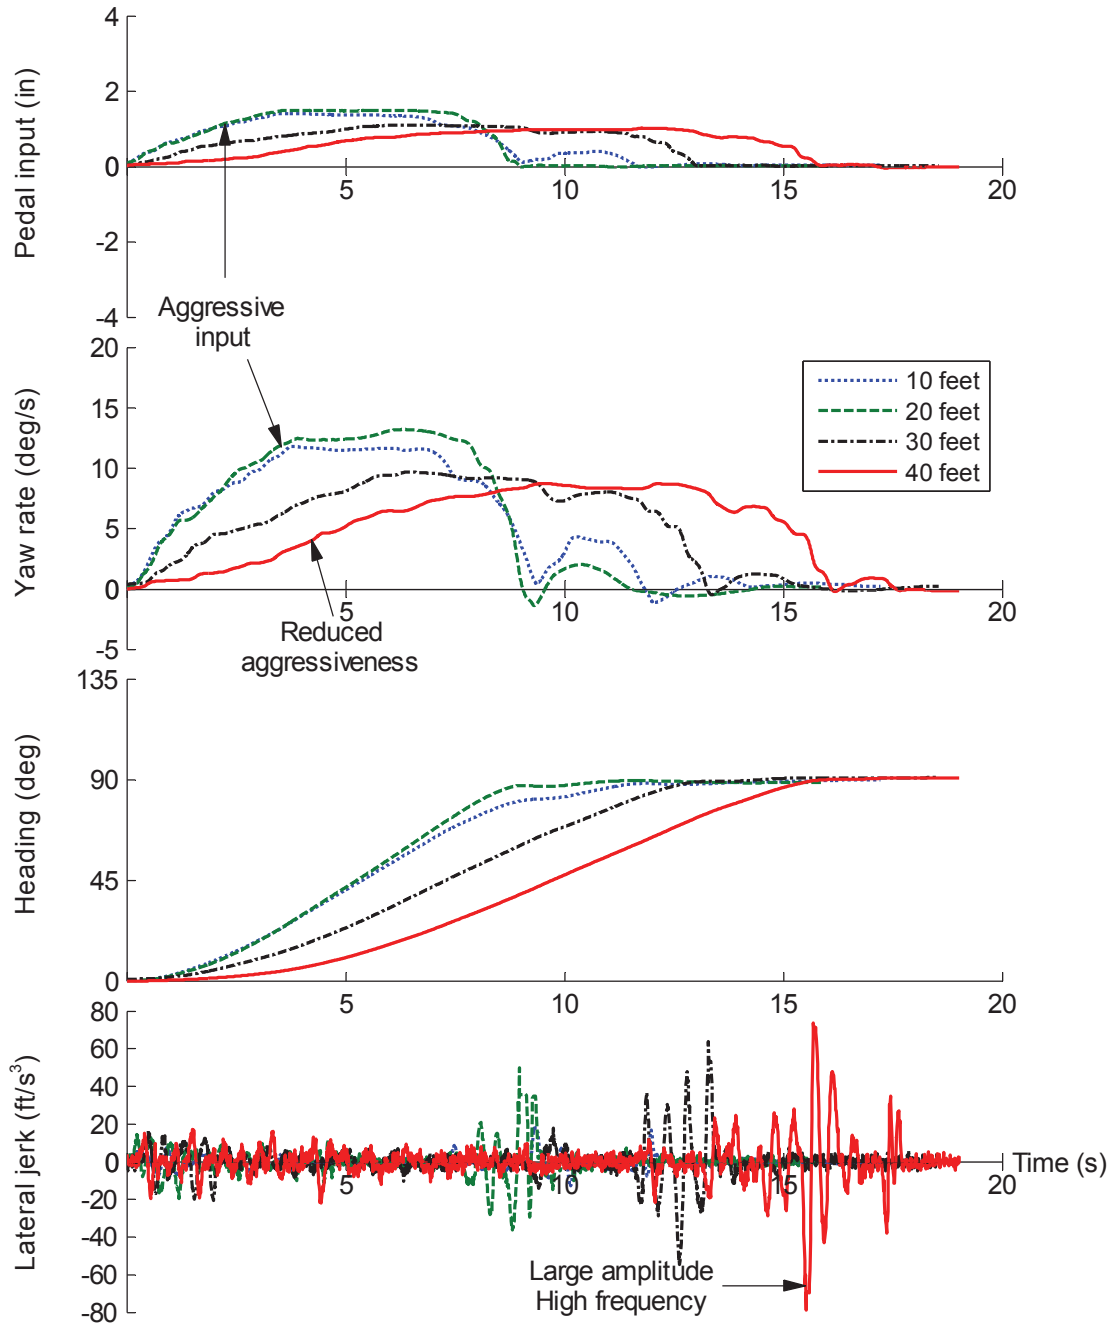 Pedal input (in)
4
2
0
-2
-4
5
10
15
20
Aggressive
input
Yaw rate (deg/s)
20
15
10
5
0
-5
5
10
15
20
10 feet
20 feet
30 feet
40 feet
Reduced
aggressiveness
Heading (deg)
135
90
45
0
5
10
15
20
Lateral jerk (ft/s³)
80
60
40
20
0
-20
-40
-60
-80
5
10
15
20
Time (s)
Large amplitude
High frequency